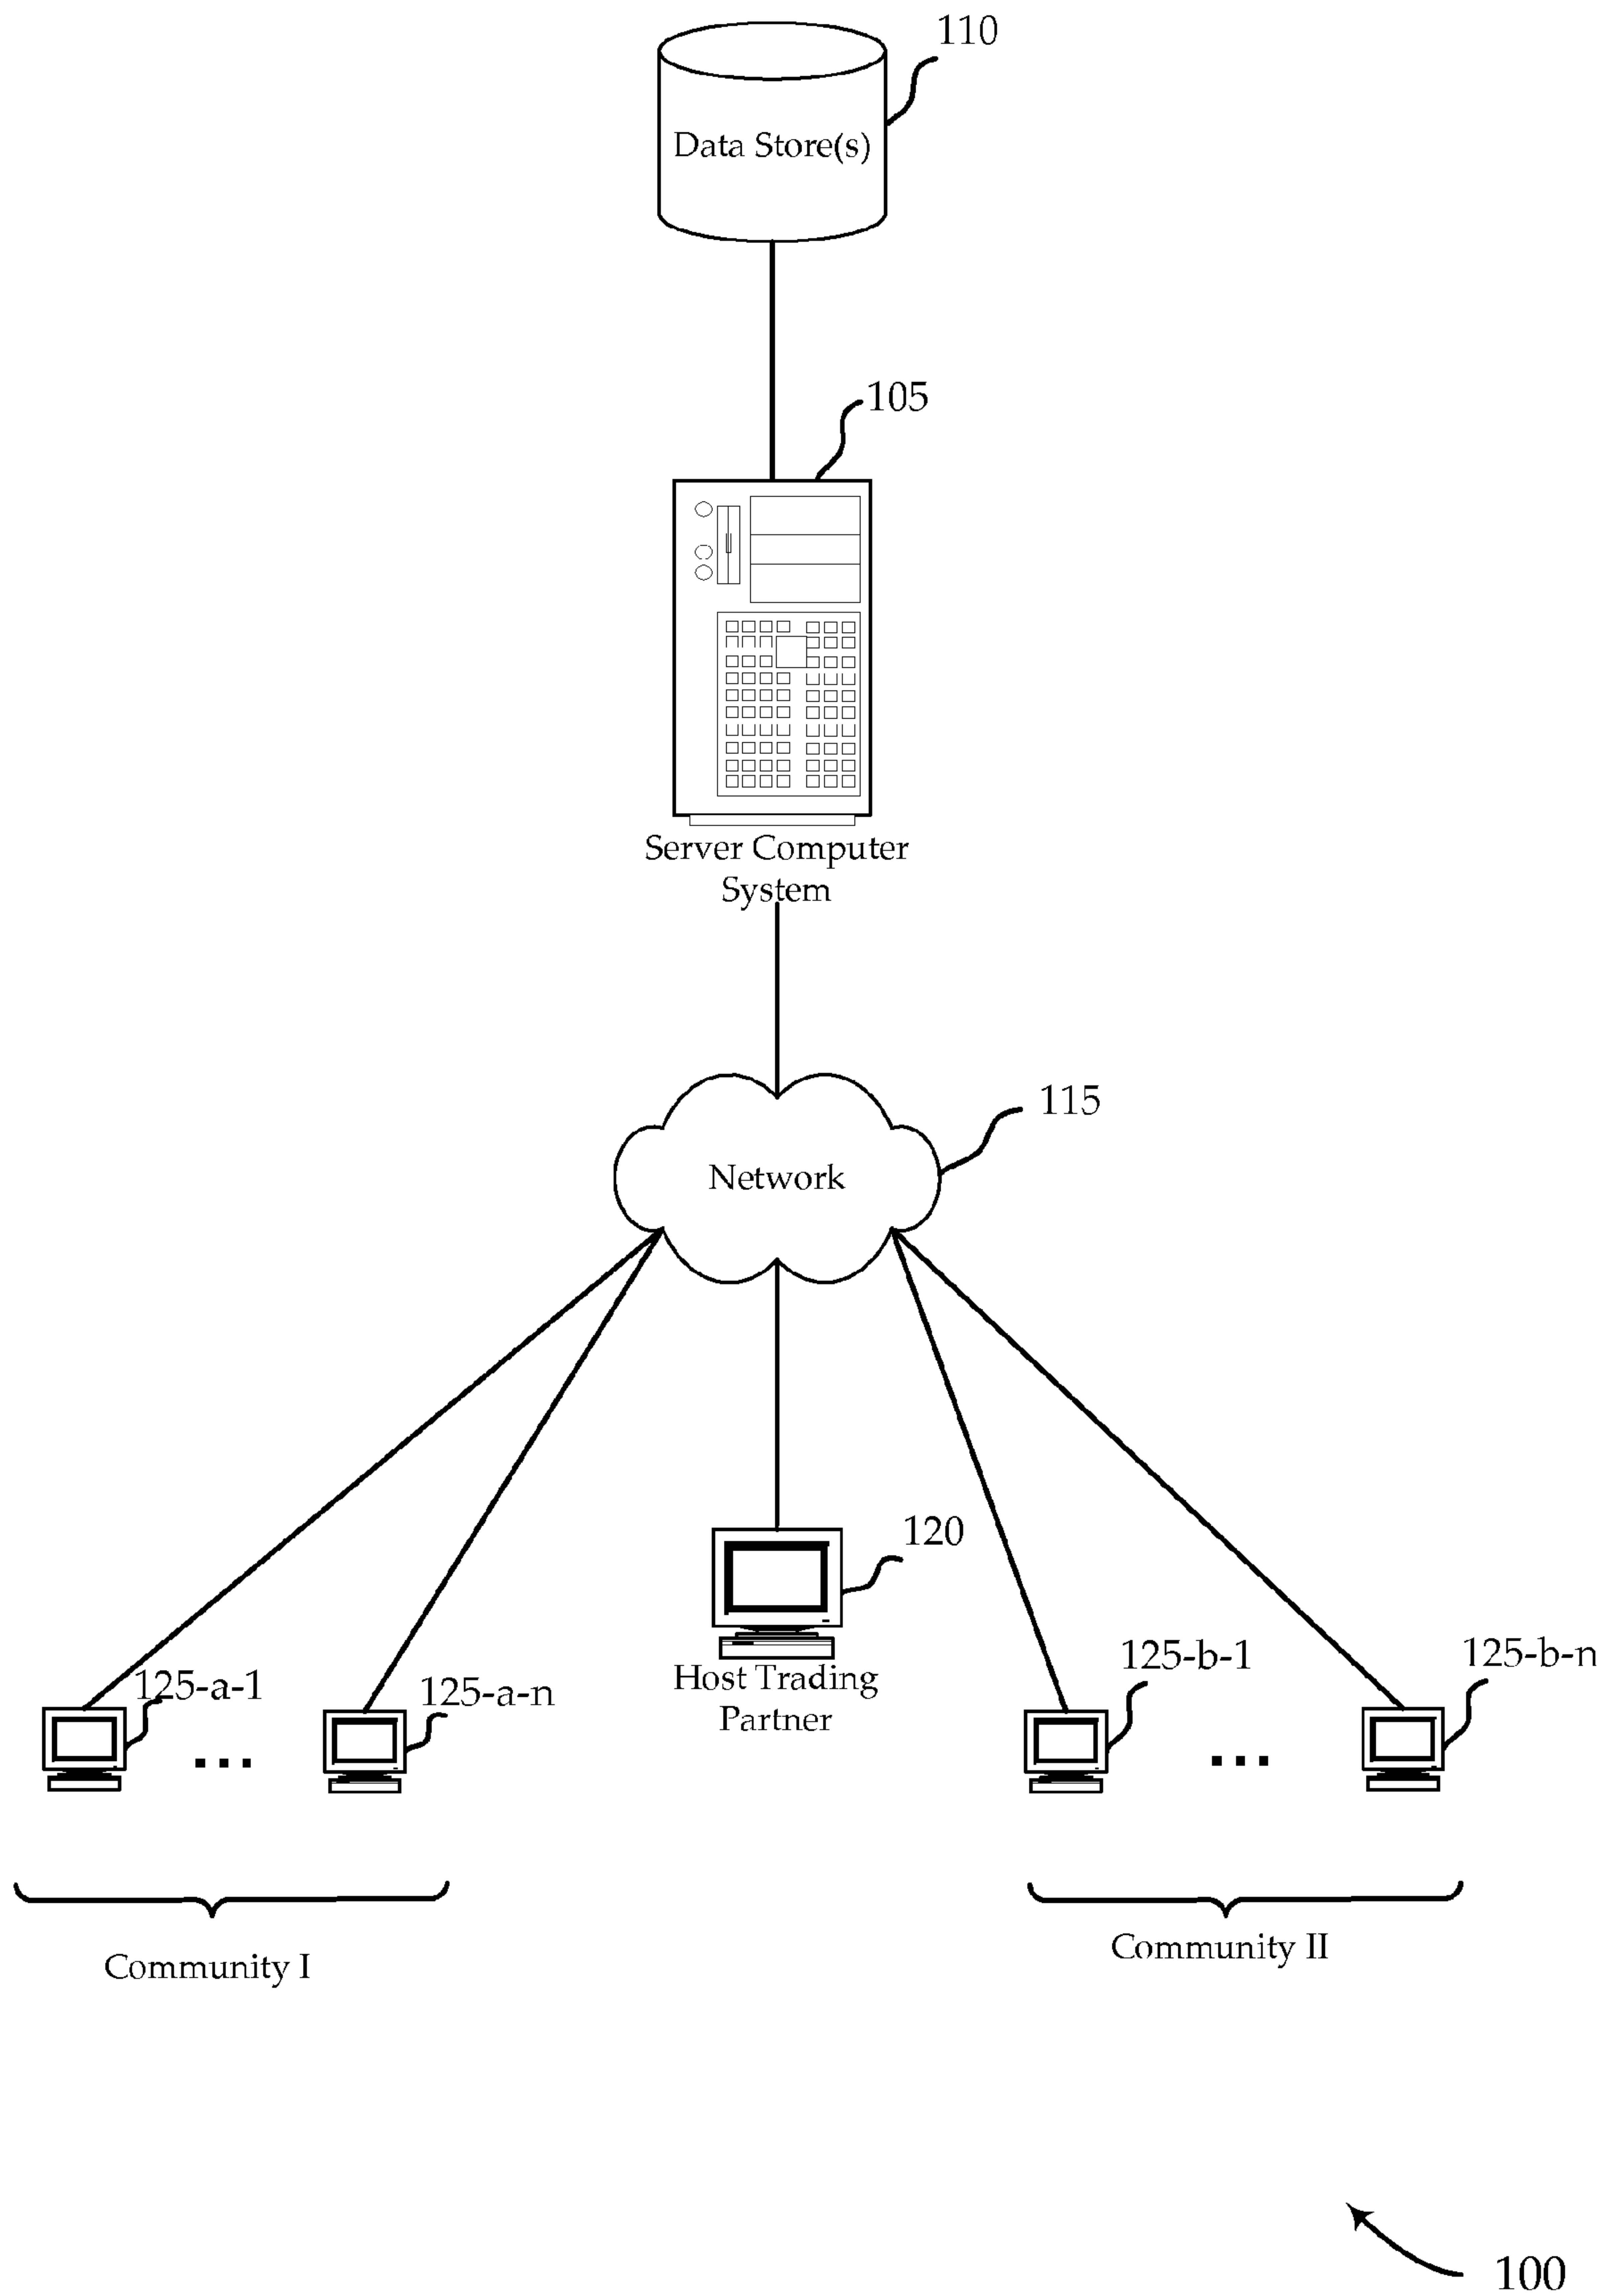 110
Data Store(s)
105
Server Computer
System
115
Network
120
Host Trading
Partner
125-a-1
125-a-n
125-b-1
125-b-n
...
...
Community I
Community II
100